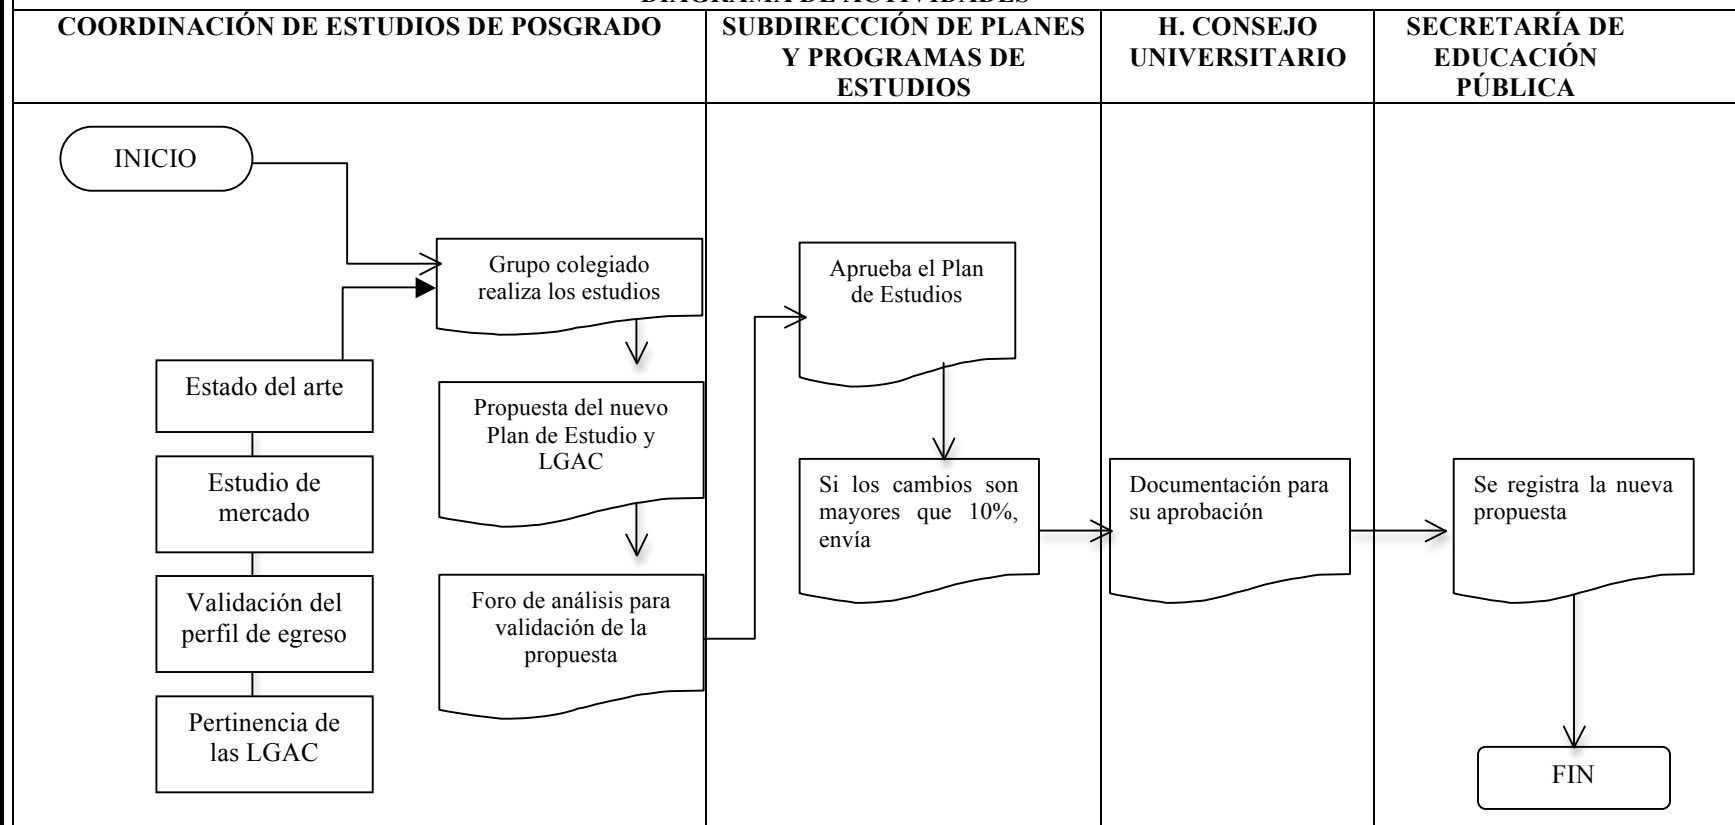 DIAGRAMA DE ACTIVIDADES
COORDINACIÓN DE ESTUDIOS DE POSGRADO
SUBDIRECCIÓN DE PLANES
Y PROGRAMAS DE
ESTUDIOS
H. CONSEJO
UNIVERSITARIO
SECRETARÍA DE
EDUCACIÓN
PÚBLICA
INICIO
Grupo colegiado
realiza los estudios
Estado del arte
Estudio de
mercado
Validación del
perfil de egreso
Pertinencia de
las LGAC
Propuesta del nuevo
Plan de Estudio y
LGAC
Foro de análisis para
validación de la
propuesta
Aprueba el Plan
de Estudios
Si los cambios son
mayores que 10%,
envía
Documentación para
su aprobación
Se registra la nueva
propuesta
FIN